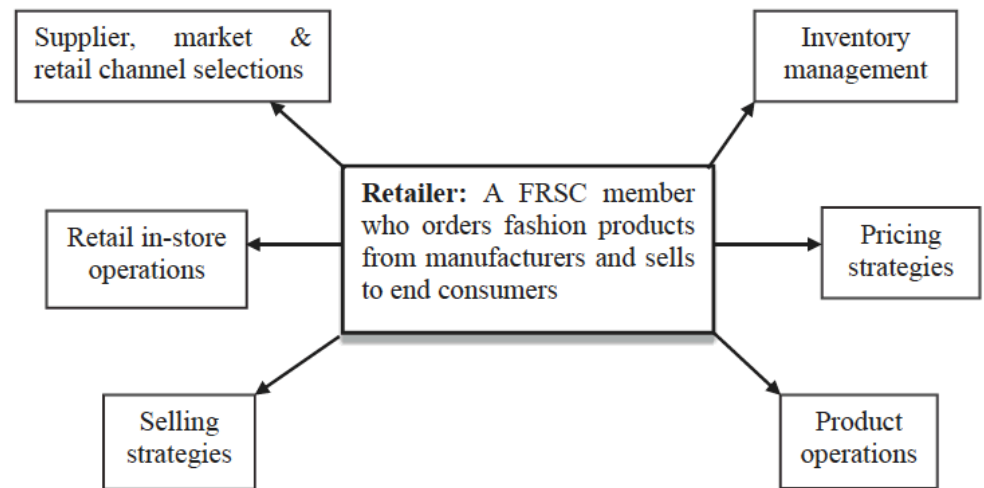 Supplier, market &
retail channel selections
Inventory
management
Retailer: A FRSC member
who orders fashion products
from manufacturers and sells
to end consumers
Retail in-store
operations
Pricing
strategies
Selling
strategies
Product
operations